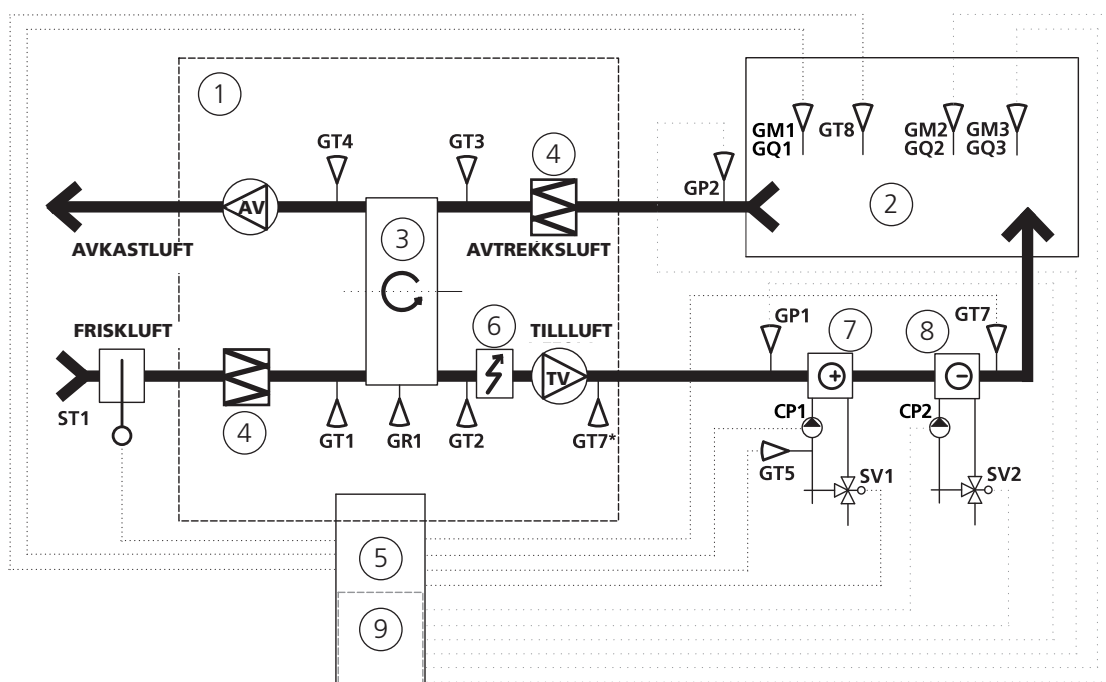 1
GM1 GT8 GM2 GM3
GQ1 GQ2 GQ3
GT4 GT3 4
GP2
2
AV
3
AVKASTLUFT AVTREKKSLUFT
6
FRISKLUFT TILLLUFT
GP1 7 8 GT7
TV
ST1
CP1 CP2
4 GT1 GR1 GT2 GT7*
GT5 SV1 SV2
5
9